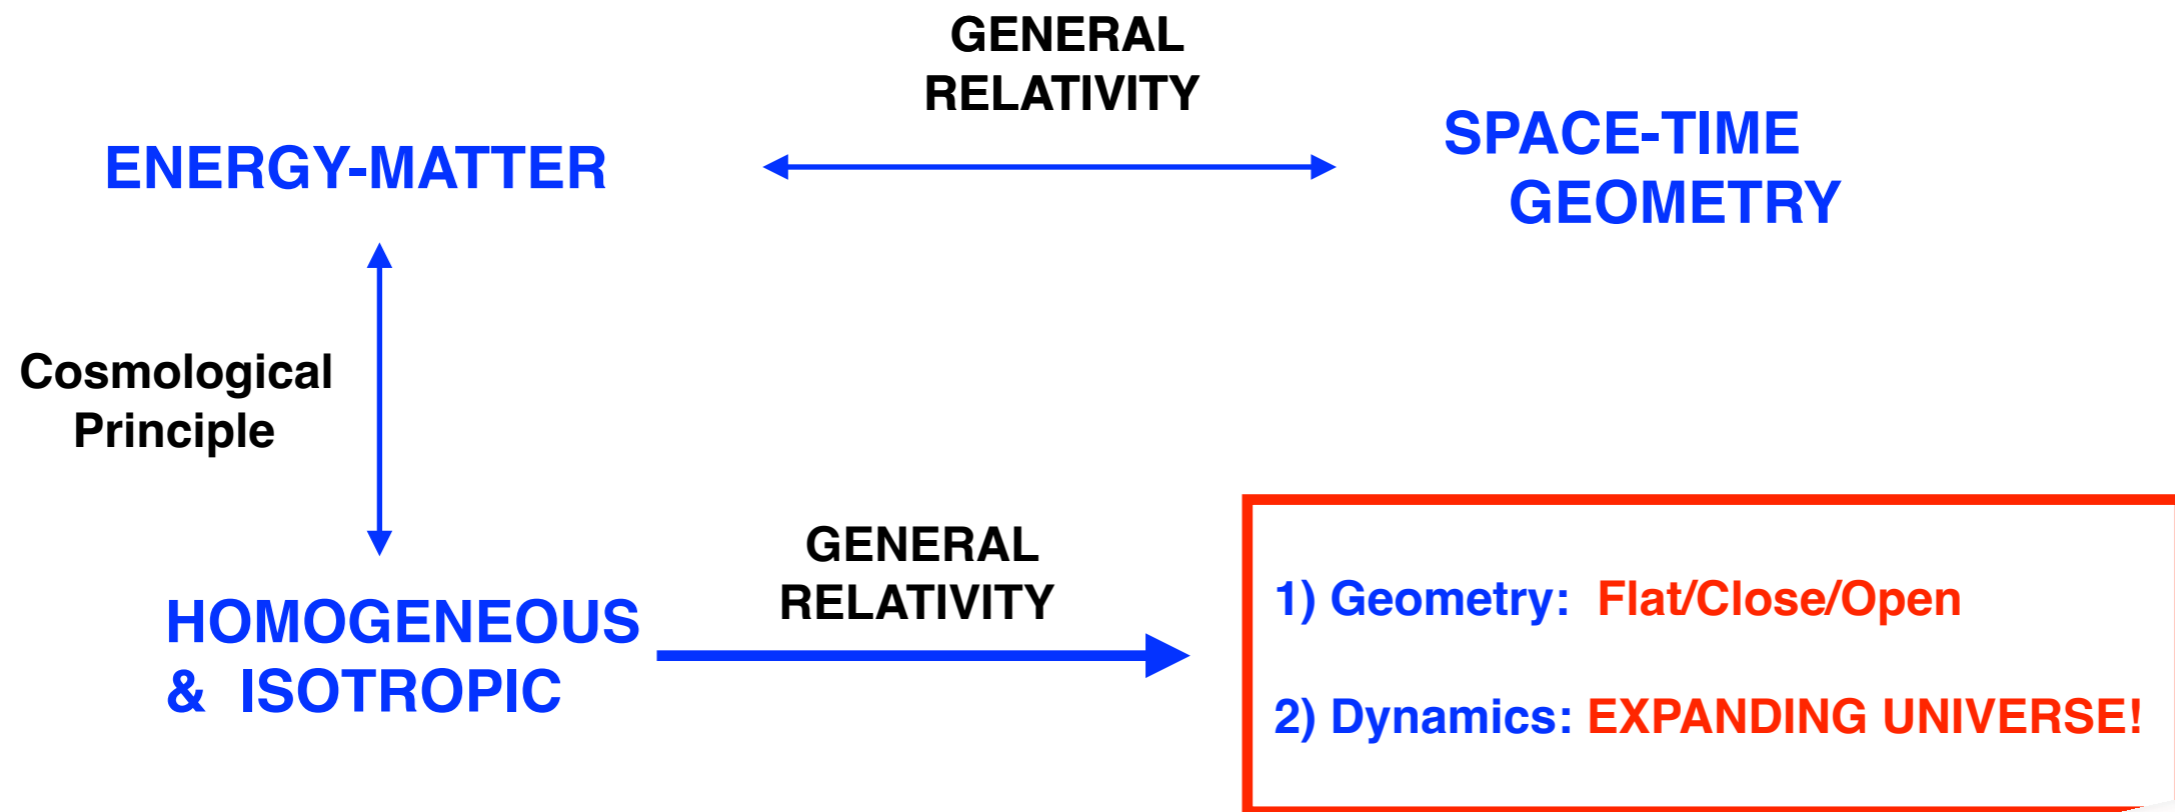 GENERAL
RELATIVITY
ENERGY-MATTER
SPACE-TIME
GEOMETRY
Cosmological
Principle
HOMOGENEOUS
& ISOTROPIC
GENERAL
RELATIVITY
1) Geometry: Flat/Close/Open
2) Dynamics: EXPANDING UNIVERSE!